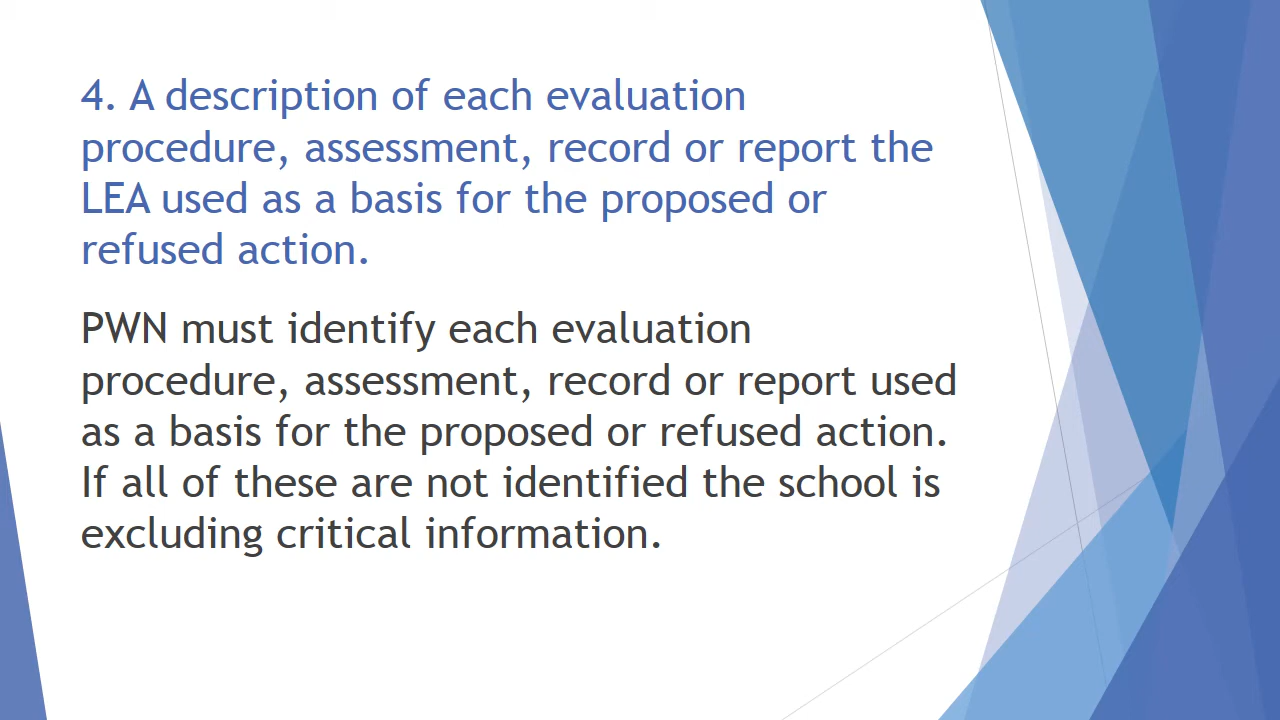 4. A description of each evaluation
procedure, assessment, record or report the
LEA used as a basis for the proposed or
refused action.
PWN must identify each evaluation
procedure, assessment, record or report used
as a basis for the proposed or refused action.
If all of these are not identified the school is
excluding critical information.